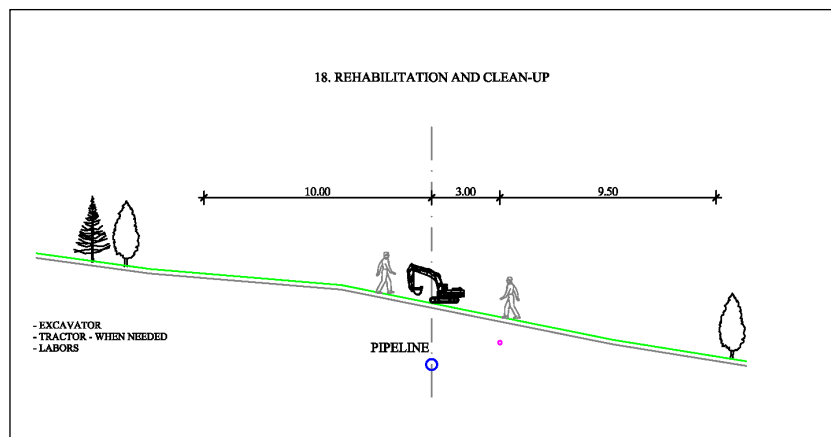 18. REHABILITATION AND CLEAN-UP
10.00 3.00 9.50
- EXCAVATOR
- TRACTOR - WHEN NEEDED
- LABORS
PIPELINE